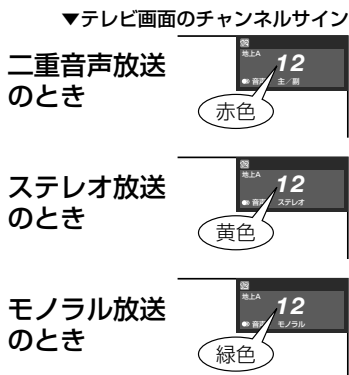 ▼テレビ画面のチャンネルサイン
二重音声放送
のとき
個
地上A
12
音声 主／副
赤色
ステレオ放送
のとき
個
地上A
12
音声 ステレオ
黄色
モノラル放送
のとき
個
地上A
12
音声 モノラル
緑色